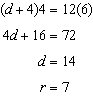 (d + 4)4 = 12(6)
4d + 16 = 72
d = 14
r = 7